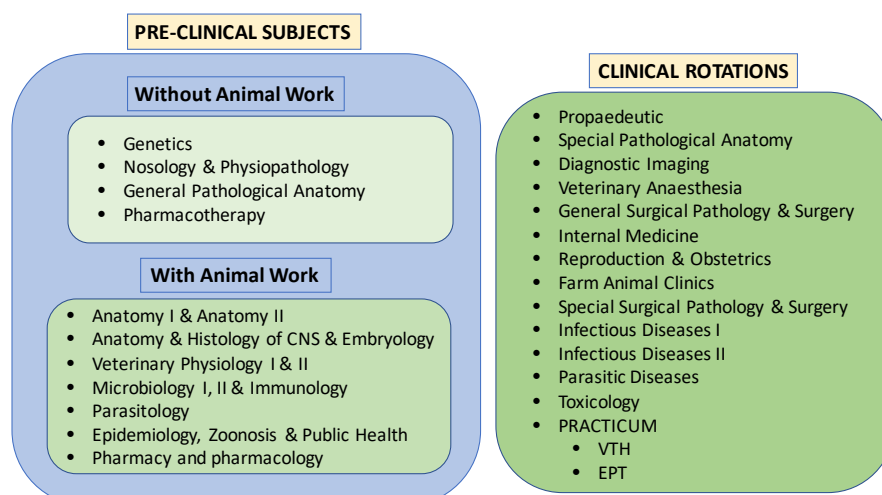 PRE-CLINICAL SUBJECTS
Without Animal Work
• Genetics
• Nosology & Physiopathology
• General Pathological Anatomy
• Pharmacotherapy
With Animal Work
• Anatomy I & Anatomy II
• Anatomy & Histology of CNS & Embryology
• Veterinary Physiology I & II
• Microbiology I, II & Immunology
• Parasitology
• Epidemiology, Zoonosis & Public Health
• Pharmacy and pharmacology
CLINICAL ROTATIONS
• Propaedeutic
• Special Pathological Anatomy
• Diagnostic Imaging
• Veterinary Anaesthesia
• General Surgical Pathology & Surgery
• Internal Medicine
• Reproduction & Obstetrics
• Farm Animal Clinics
• Special Surgical Pathology & Surgery
• Infectious Diseases I
• Infectious Diseases II
• Parasitic Diseases
• Toxicology
• PRACTICUM
• VTH
• EPT